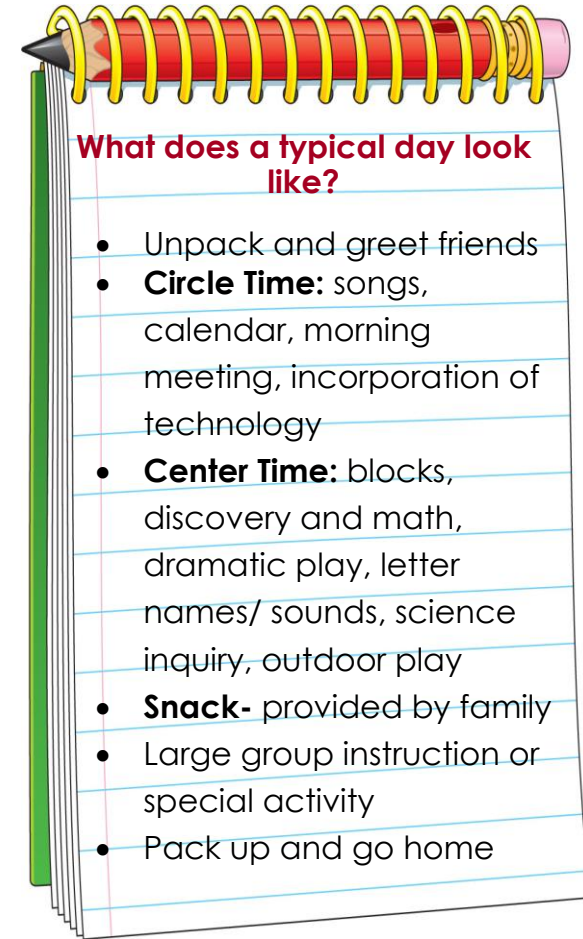 What does a typical day look
like?
• Unpack and greet friends
• Circle Time: songs,
calendar, morning
meeting, incorporation of
technology
• Center Time: blocks,
discovery and math,
dramatic play, letter
names/ sounds, science
inquiry, outdoor play
• Snack- provided by family
• Large group instruction or
special activity
• Pack up and go home